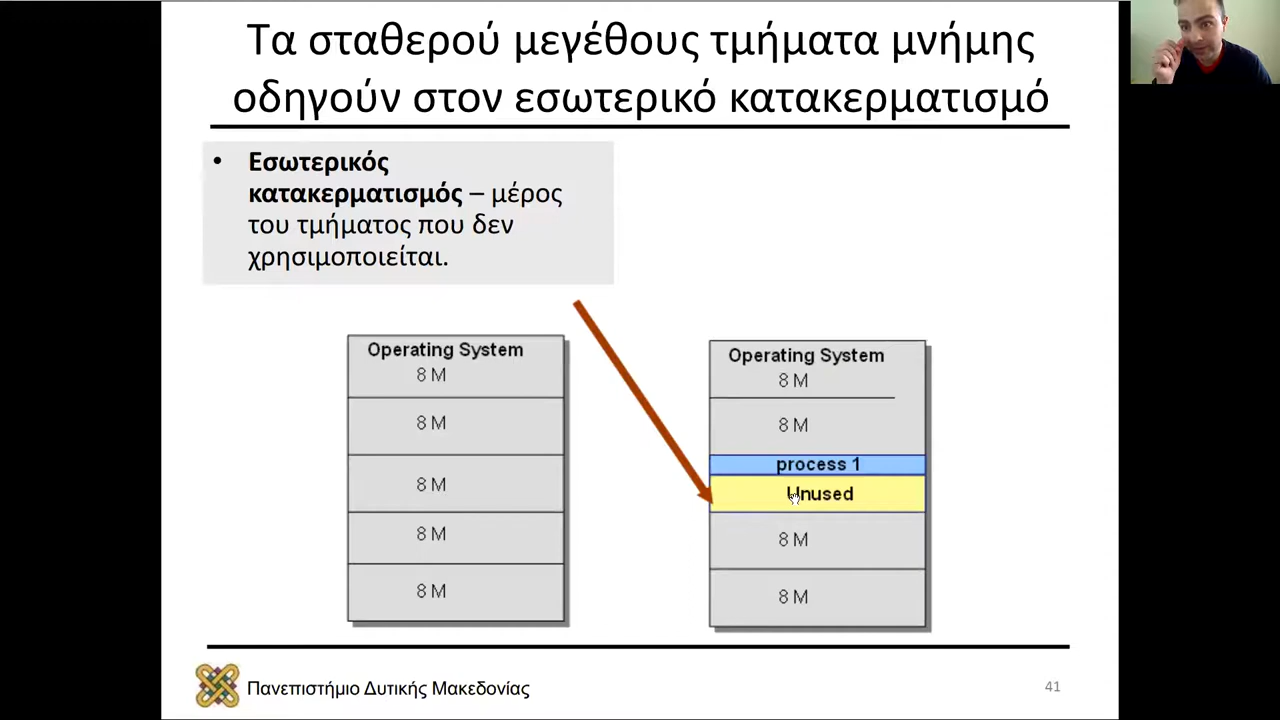 Τα σταθερού μεγέθους τμήματα μνήμης
οδηγούν στον εσωτερικό κατακερματισμό
• Εσωτερικός
κατακερματισμός – μέρος
του τμήματος που δεν
χρησιμοποιείται.
Operating System
8 M
8 M
8 M
8 M
8 M
Operating System
8 M
8 M
process 1
Unused
8 M
8 M
Πανεπιστήμιο Δυτικής Μακεδονίας
41